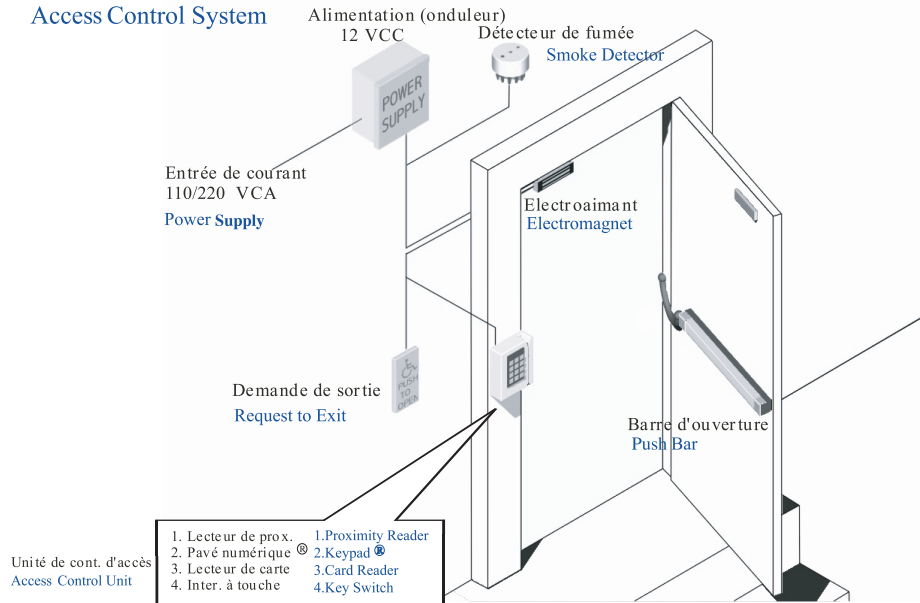 Access Control System
Alimentation (onduleur)
12 VCC
Détecteur de fumée
Smoke Detector
POWER
SUPPLY
Entrée de courant
110/220 VCA
Power Supply
Electroaimant
Electromagnet
PUSH
TO
OPEN
Demande de sortie
Request to Exit
Barre d'ouverture
Push Bar
1. Lecteur de prox.
2. Pavé numérique ®
3. Lecteur de carte
4. Inter. à touche
1.Proximity Reader
2.Keypad ®
3.Card Reader
4.Key Switch
Unité de cont. d'accès
Access Control Unit